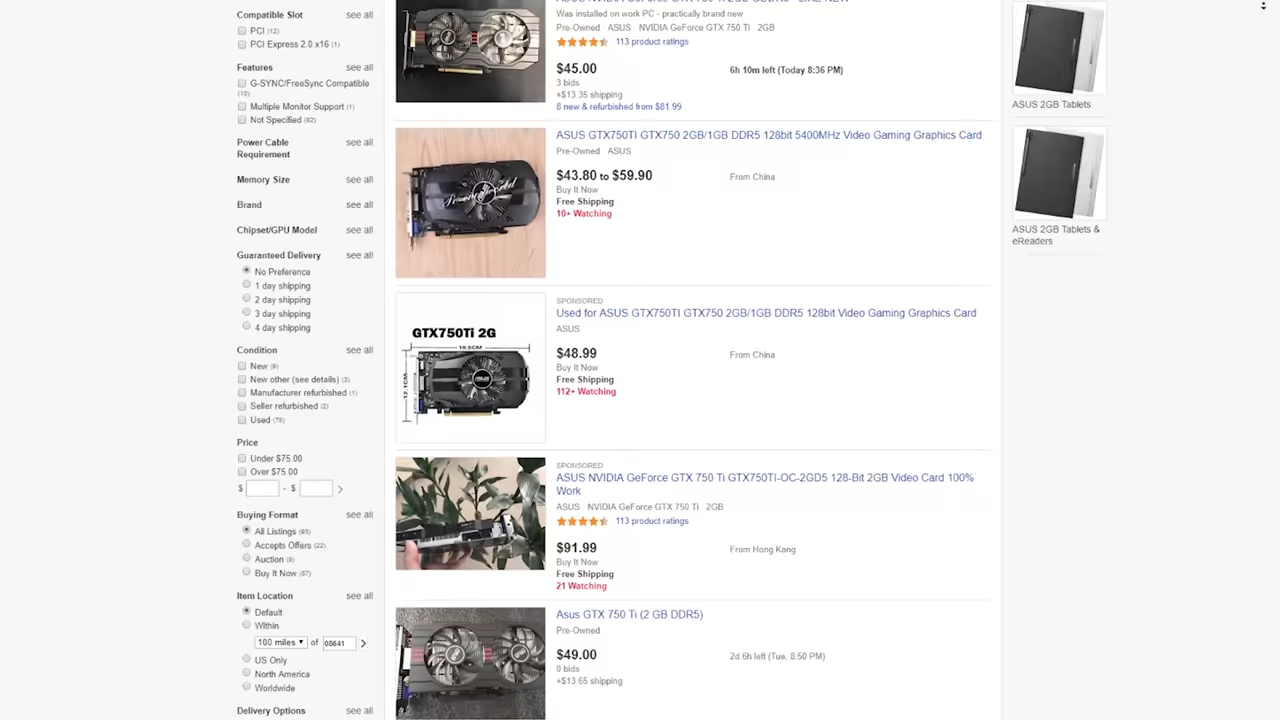 Compatible Slot see all
PCI (12)
PCI Express 2.0 x16 (1)
Features see all
G-SYNC/FreeSync Compatible
(10)
Multiple Monitor Support (1)
Not Specified (82)
Power Cable see all
Requirement
Memory Size see all
Brand see all
Chipset/GPU Model see all
Guaranteed Delivery see all
No Preference
1 day shipping
2 day shipping
3 day shipping
4 day shipping
Condition see all
New (9)
New other (see details) (3)
Manufacturer refurbished (1)
Seller refurbished (2)
Used (78)
Price
Under $75.00
Over $75.00
$ - $
Buying Format see all
All Listings (93)
Accepts Offers (22)
Auction (8)
Buy It Now (87)
Item Location see all
Default
Within
100 miles of 08641
US Only
North America
Worldwide
Delivery Options see all
Was installed on work PC - practically brand new
Pre-Owned ASUS NVIDIA GeForce GTX 750 Ti 2GB
113 product ratings
$45.00 6h 10m left (Today 8:36 PM)
3 bids
+$13.35 shipping
8 new & refurbished from $81.99
ASUS GTX750TI GTX750 2GB/1GB DDR5 128bit 5400MHz Video Gaming Graphics Card
Pre-Owned ASUS
$43.80 to $59.90 From China
Buy It Now
Free Shipping
10+ Watching
GTX750Ti 2G
19.5CM
12.1CM
SPONSORED
Used for ASUS GTX750TI GTX750 2GB/1GB DDR5 128bit Video Gaming Graphics Card
ASUS
$48.99 From China
Buy It Now
Free Shipping
112+ Watching
SPONSORED
ASUS NVIDIA GeForce GTX 750 Ti GTX750TI-OC-2GD5 128-Bit 2GB Video Card 100%
Work
ASUS NVIDIA GeForce GTX 750 Ti 2GB
113 product ratings
$91.99 From Hong Kong
Buy It Now
Free Shipping
21 Watching
Asus GTX 750 Ti (2 GB DDR5)
Pre-Owned
$49.00 2d 6h left (Tue, 8:50 PM)
0 bids
+$13.65 shipping
ASUS 2GB Tablets
ASUS 2GB Tablets &
eReaders